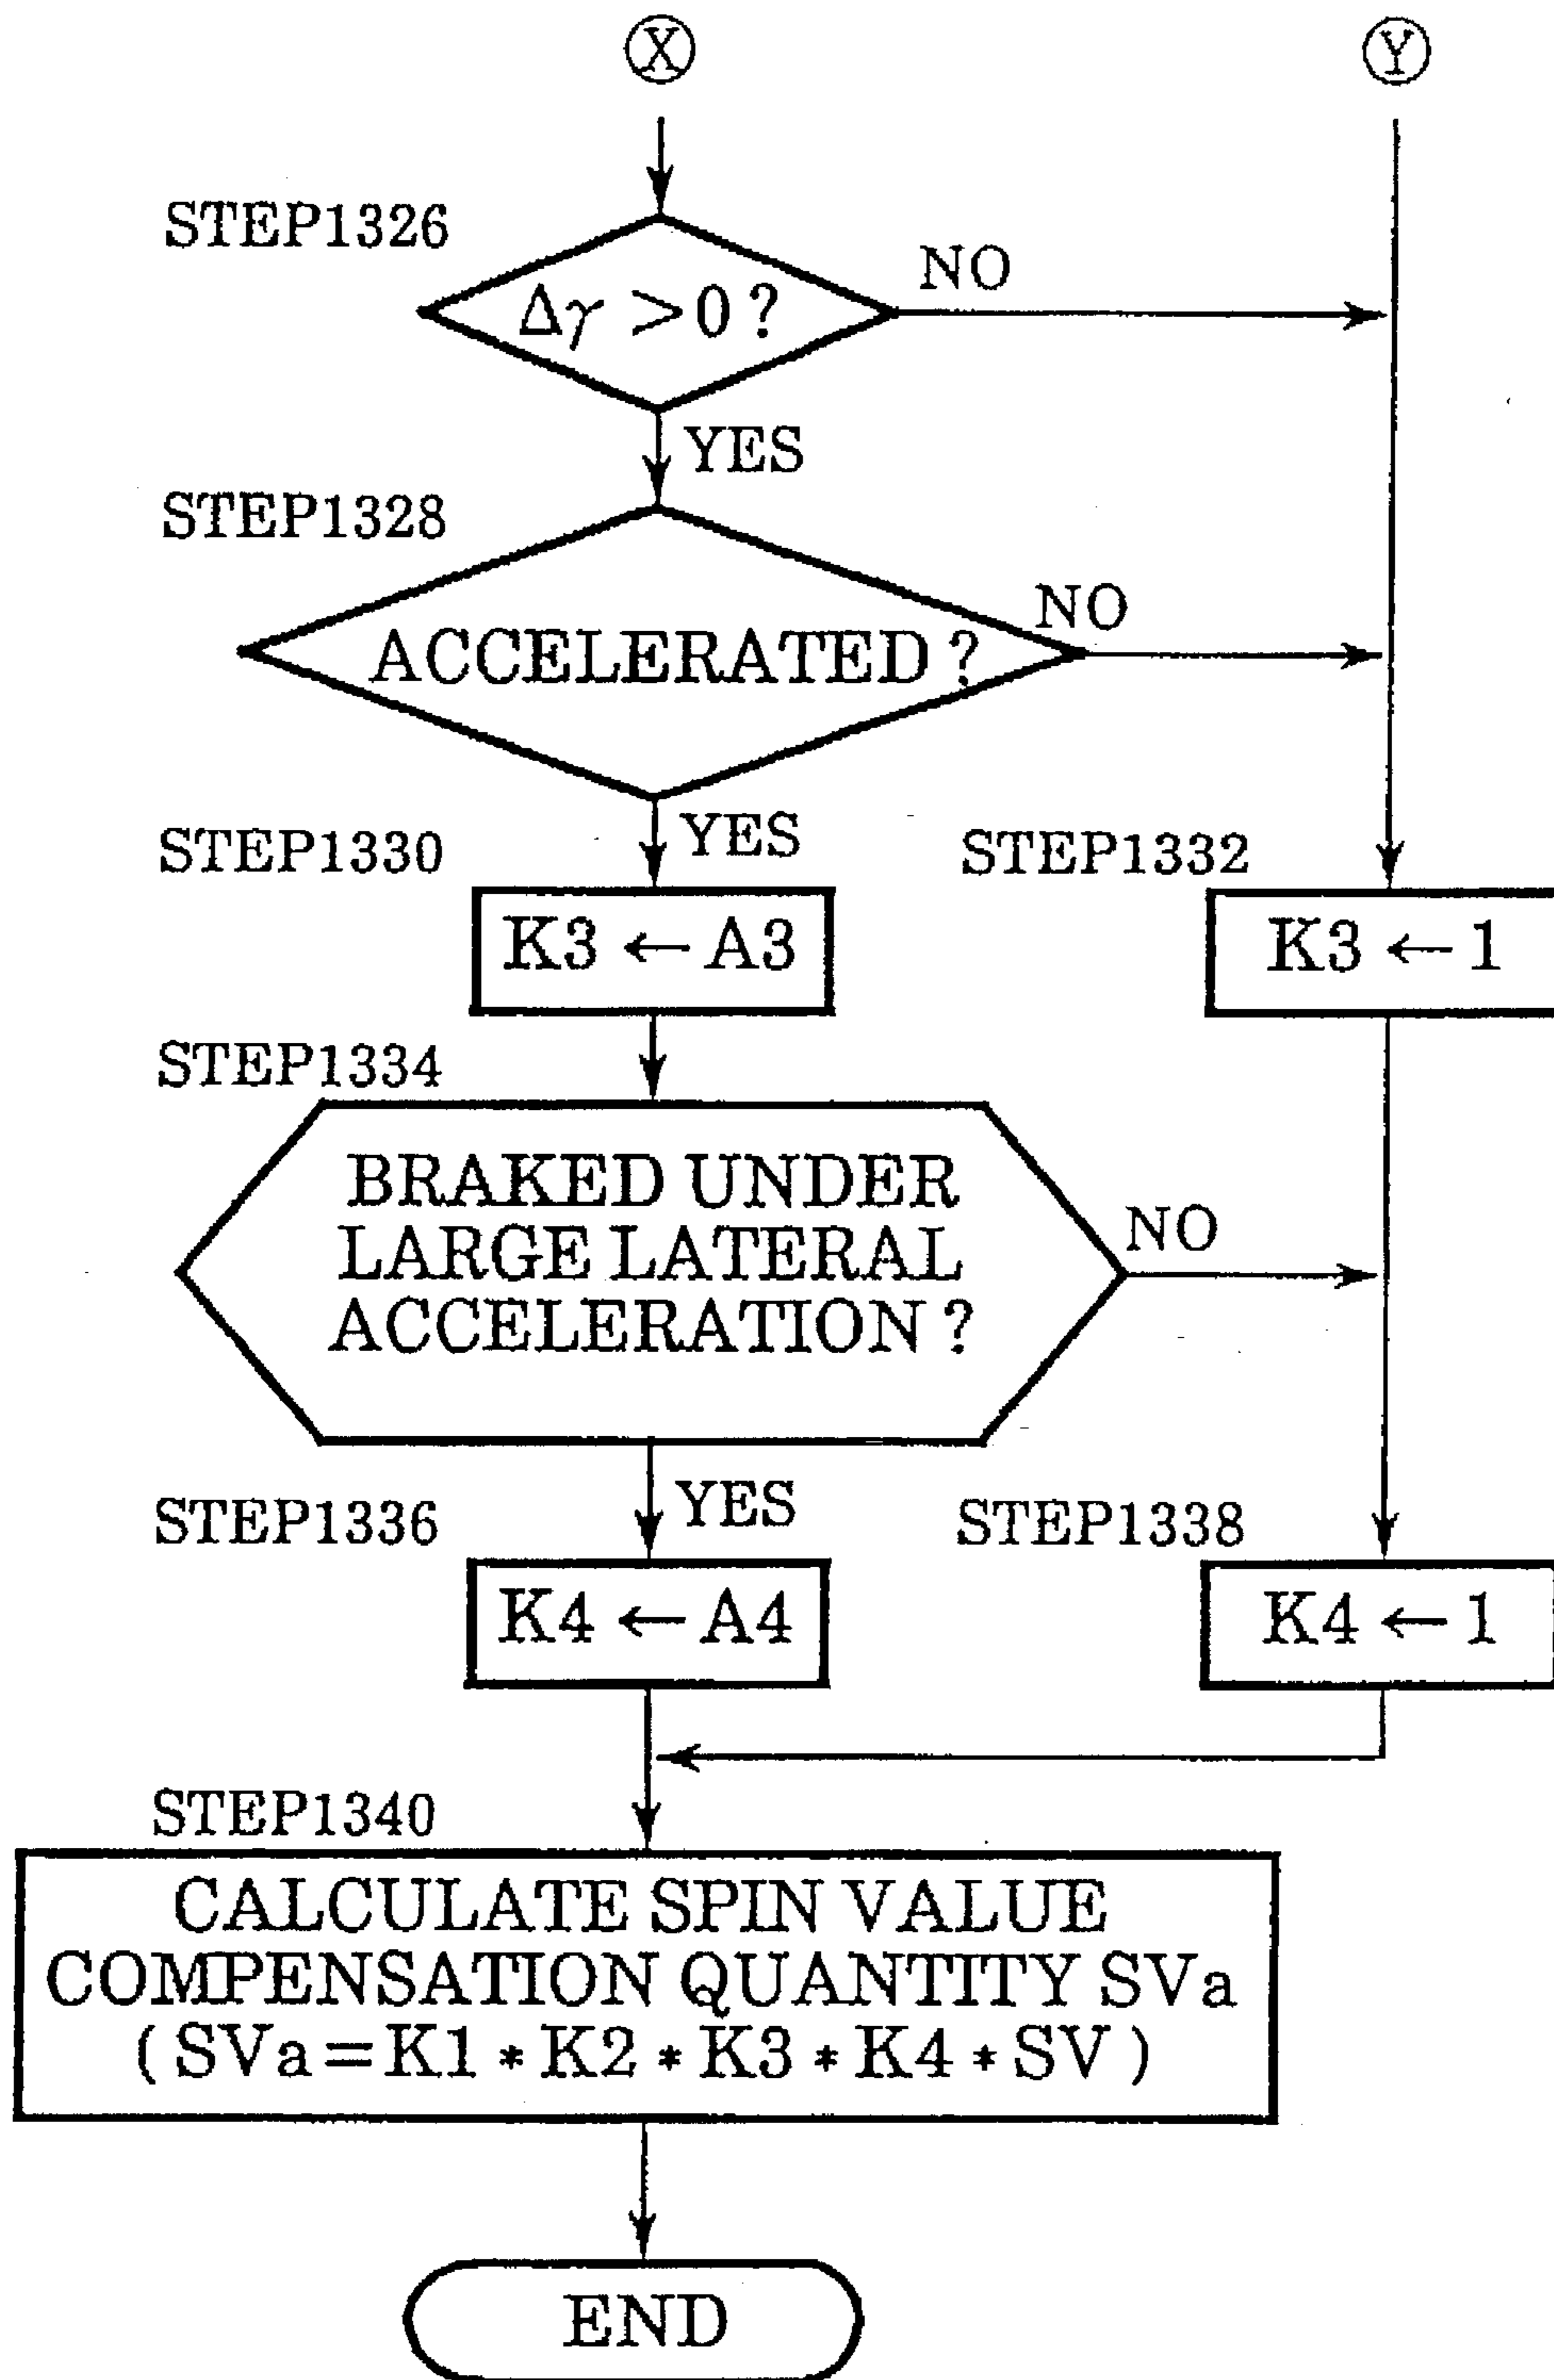 X
Y
STEP1326
Δγ >0 ?
NO
YES
STEP1328
ACCELERATED ?
NO
YES
STEP1330
K3 ← A3
STEP1332
K3 ← 1
STEP1334
BRAKED UNDER
LARGE LATERAL
ACCELERATION ?
NO
YES
STEP1336
K4 ← A4
STEP1338
K4 ← 1
STEP1340
CALCULATE SPIN VALUE
COMPENSATION QUANTITY SVa
( SVa = K1 * K2 * K3 * K4 * SV )
END